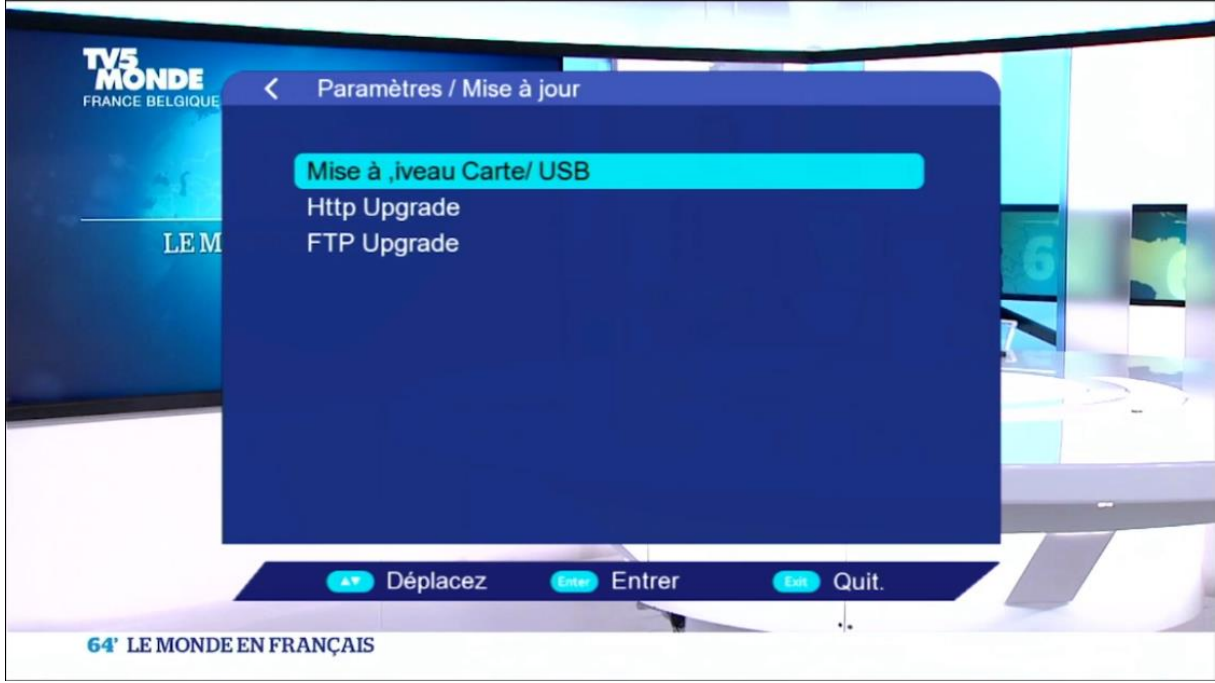 TV5
MONDE
FRANCE BELGIQUE
Paramètres / Mise à jour
Mise à ,iveau Carte/ USB
Http Upgrade
FTP Upgrade
LE M
6
Déplacez
Enter
Entrer
Exit
Quit.
64' LE MONDE EN FRANÇAIS